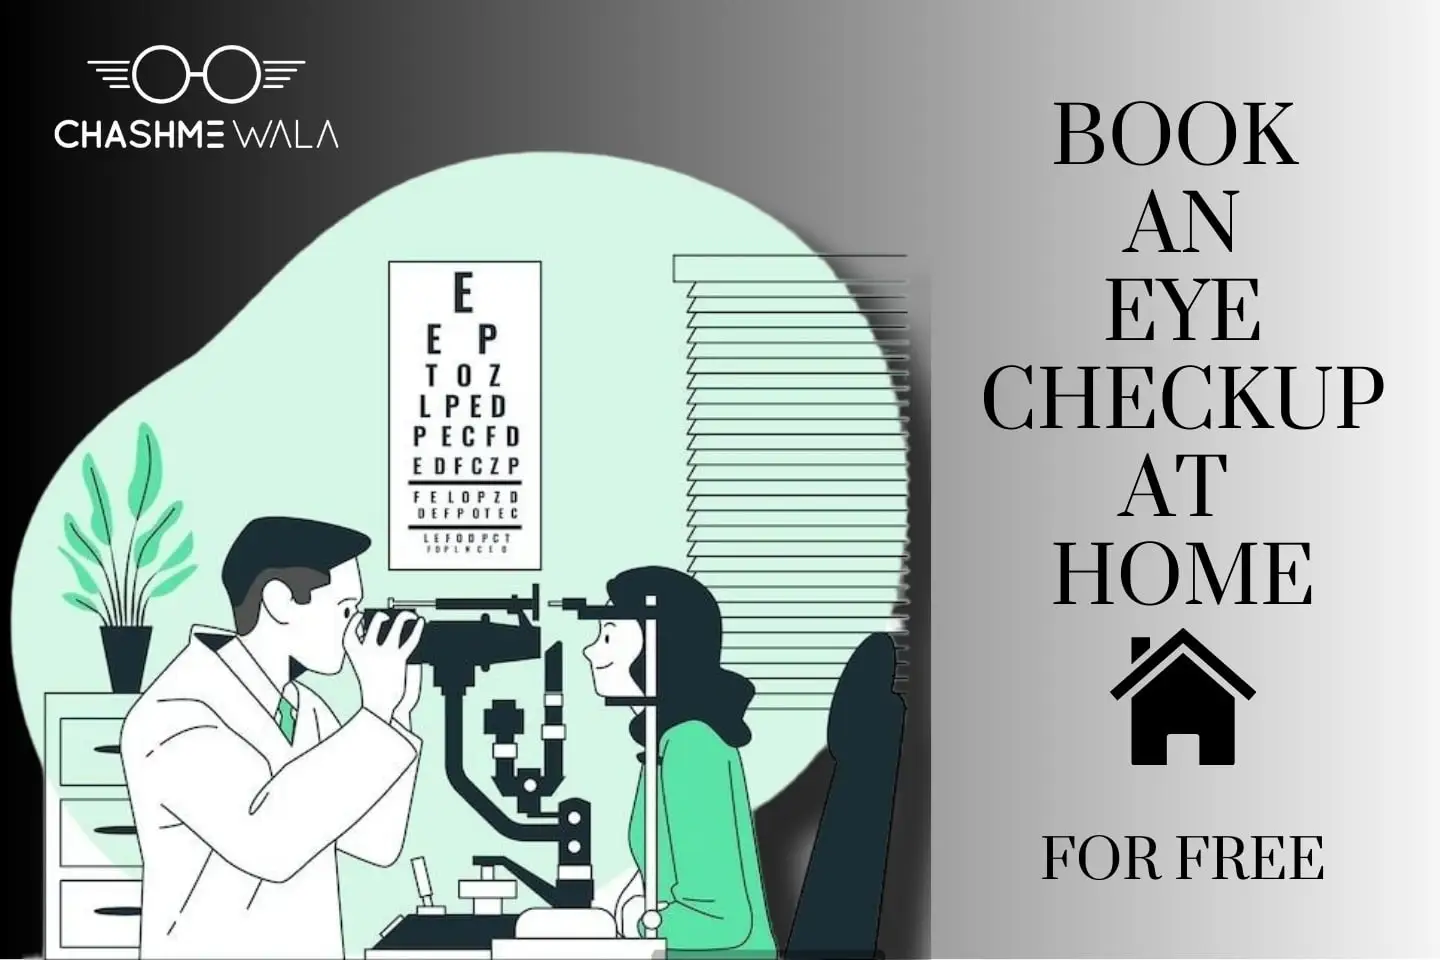 CHASHME WALA
E
E P
T O Z
L P E D
P E C F D
E D F C Z P
F E L O P Z D
D E F P O T E C
L E F O D P C T
BOOK
AN
EYE
CHECKUP
AT
HOME
FOR FREE